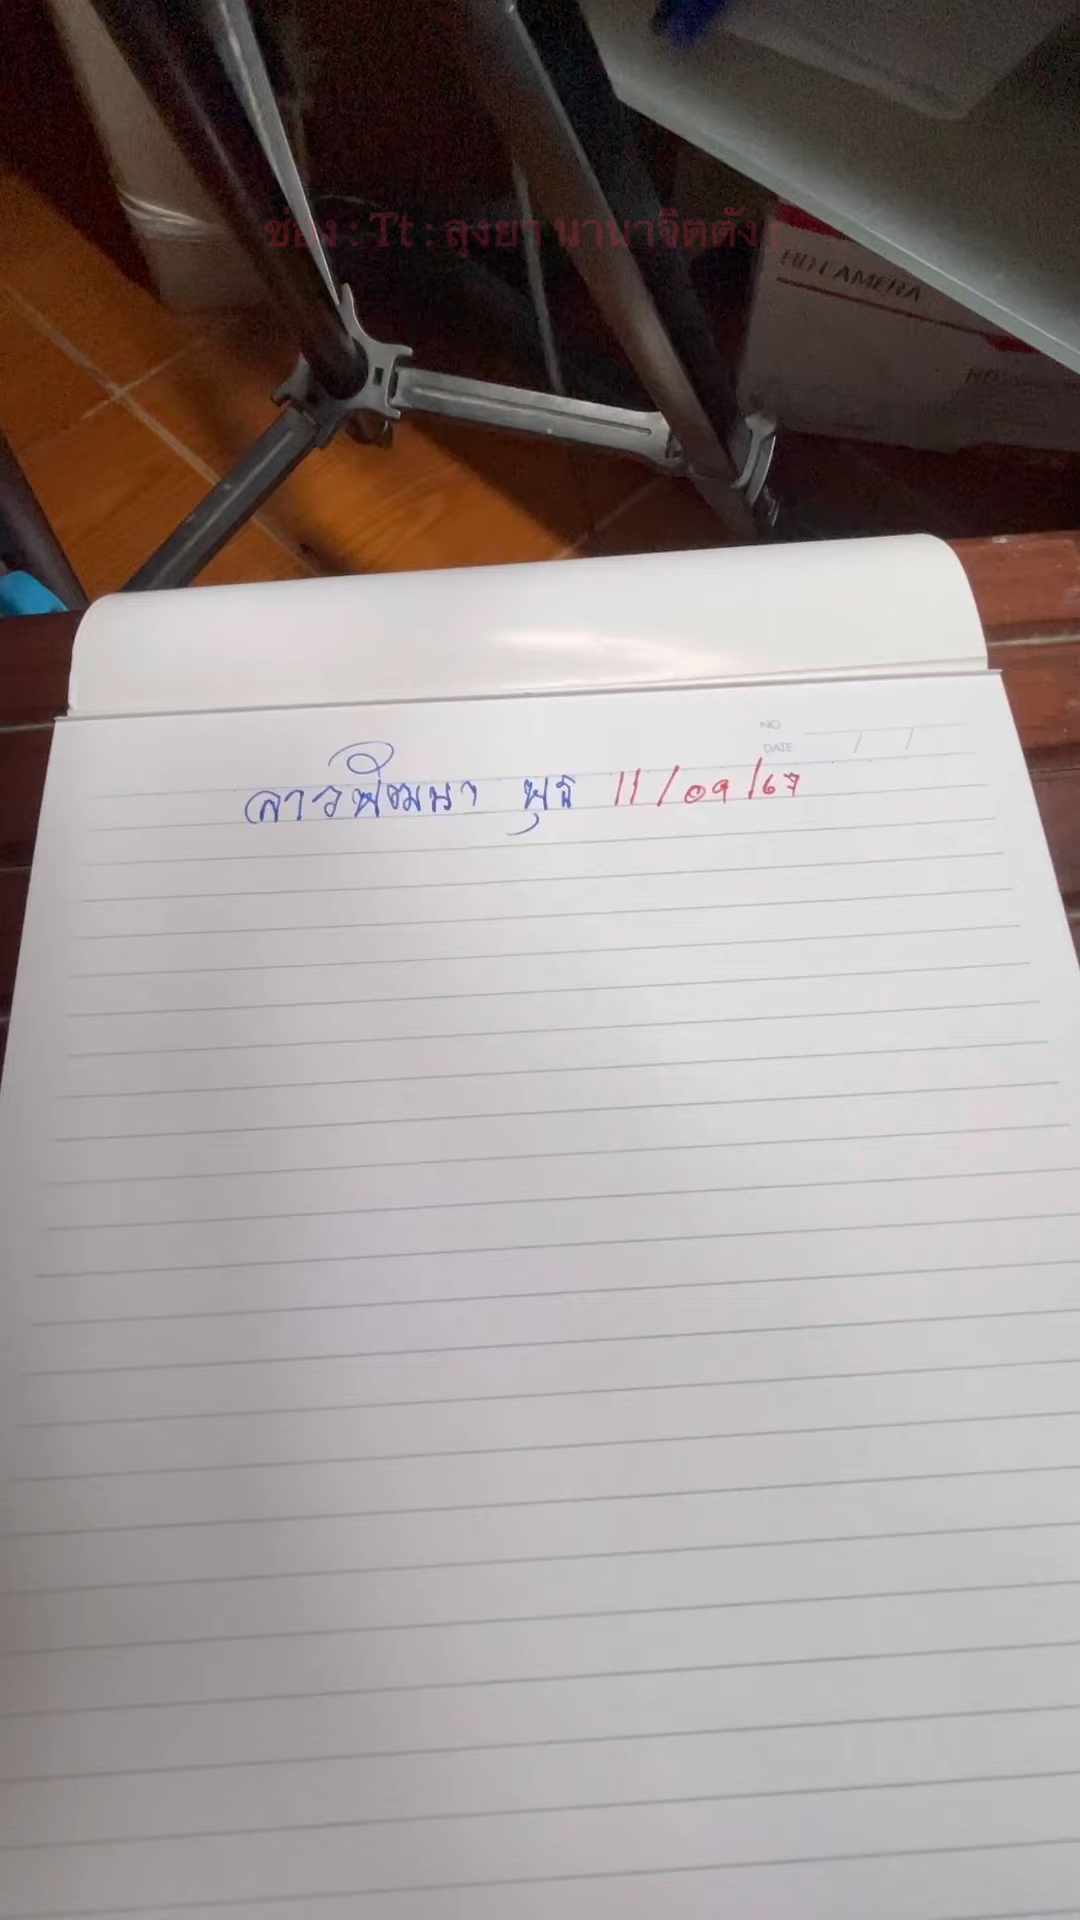 ช่อง : Tt : ลุงยา นานาจิตตัง :
HD CAMERA
NO
DATE / /
ลาวพัฒนา พุธ 11/09/67